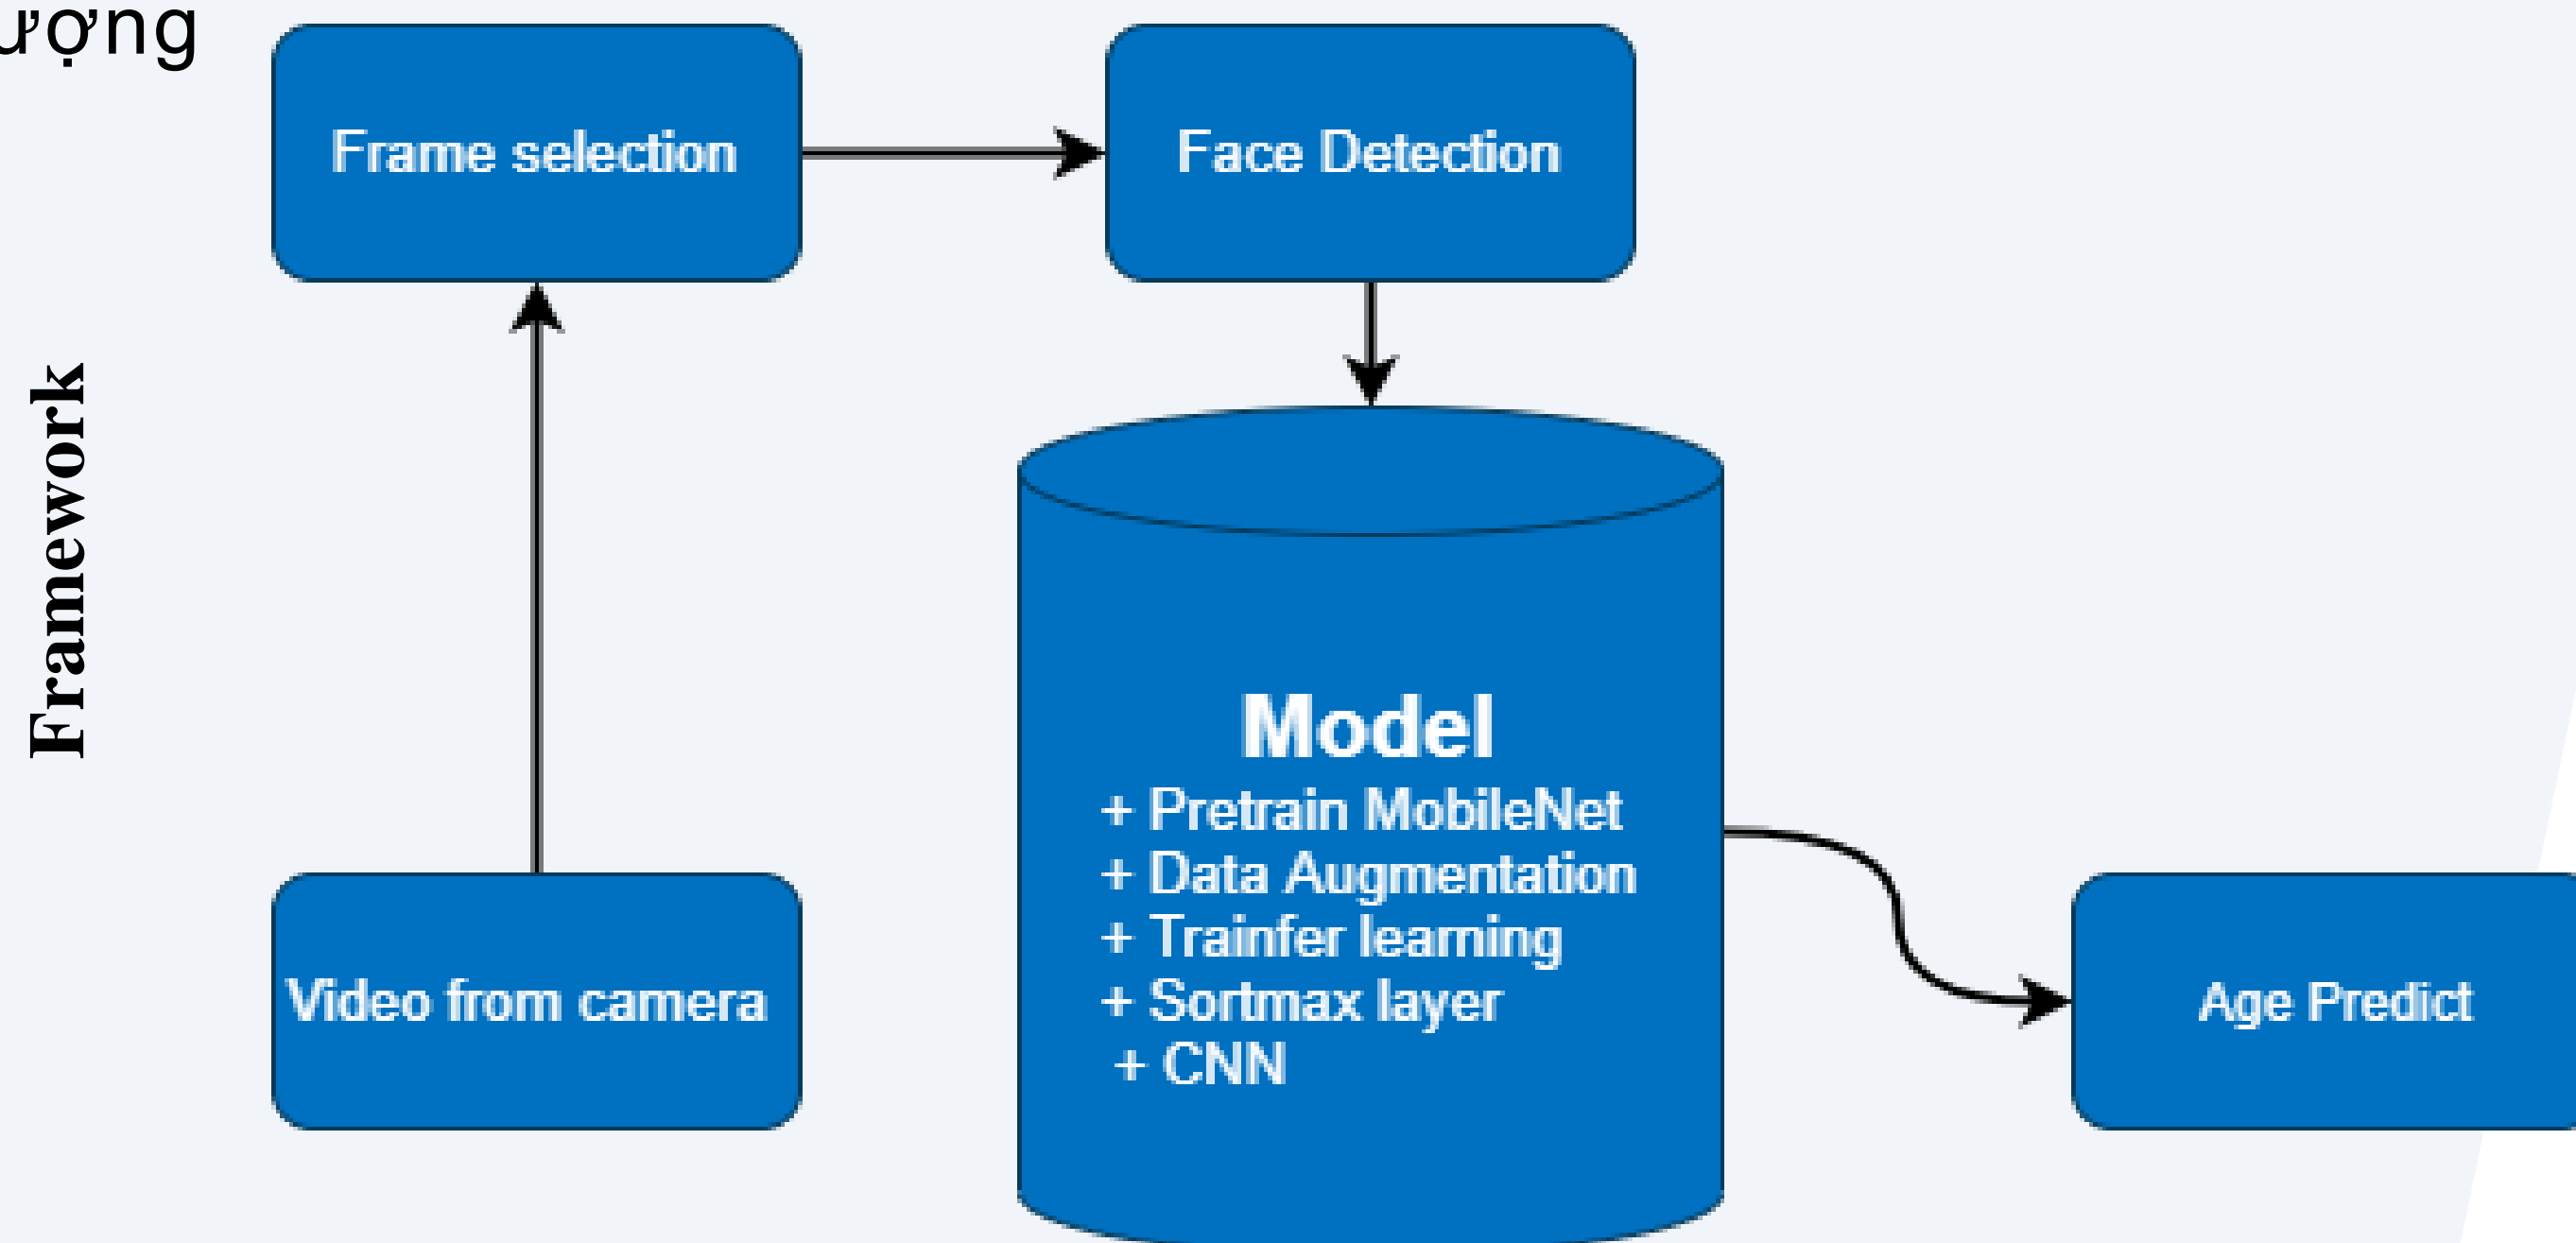 ượng
Frame selection
Face Detection
Framework
Model
+ Pretrain MobileNet
+ Data Augmentation
+ Trainfer learning
+ Sortmax layer
+ CNN
Video from camera
Age Predict